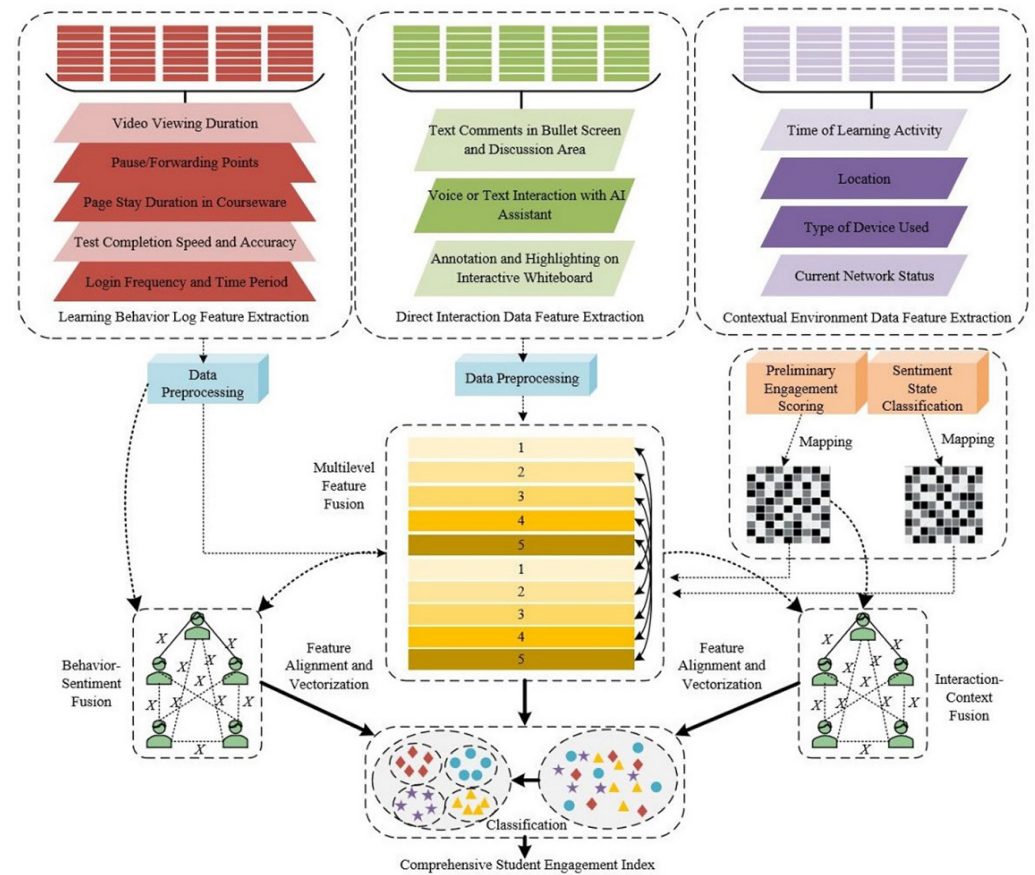 Video Viewing Duration
Pause/Forwarding Points
Page Stay Duration in Courseware
Test Completion Speed and Accuracy
Login Frequency and Time Period
Learning Behavior Log Feature Extraction
Text Comments in Bullet Screen
and Discussion Area
Voice or Text Interaction with AI
Assistant
Annotation and Highlighting on
Interactive Whiteboard
Direct Interaction Data Feature Extraction
Time of Learning Activity
Location
Type of Device Used
Current Network Status
Contextual Environment Data Feature Extraction
Data
Preprocessing
Data Preprocessing
Preliminary
Engagement
Scoring
Sentiment
State
Classification
Mapping
Mapping
Multilevel
Feature
Fusion
1
2
3
4
5
1
2
3
4
5
Behavior-
Sentiment
Fusion
X
X
X
X
X
X
X
X
X
X
Feature
Alignment and
Vectorization
Feature
Alignment and
Vectorization
X
X
X
X
X
X
X
X
X
X
Interaction-
Context
Fusion
Classification
Comprehensive Student Engagement Index